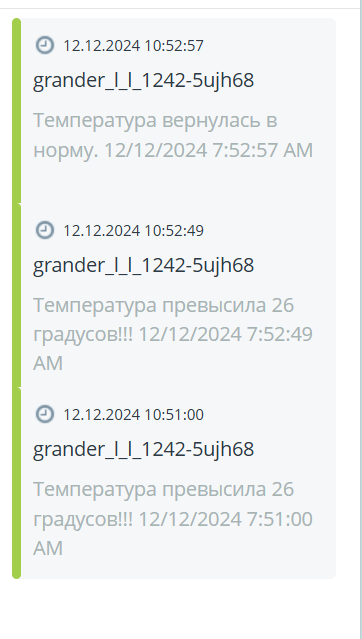 12.12.2024 10:52:57
grander_l_l_1242-5ujh68
Температура вернулась в
норму. 12/12/2024 7:52:57 AM
12.12.2024 10:52:49
grander_l_l_1242-5ujh68
Температура превысила 26
градусов!!! 12/12/2024 7:52:49
AM
12.12.2024 10:51:00
grander_l_l_1242-5ujh68
Температура превысила 26
градусов!!! 12/12/2024 7:51:00
AM